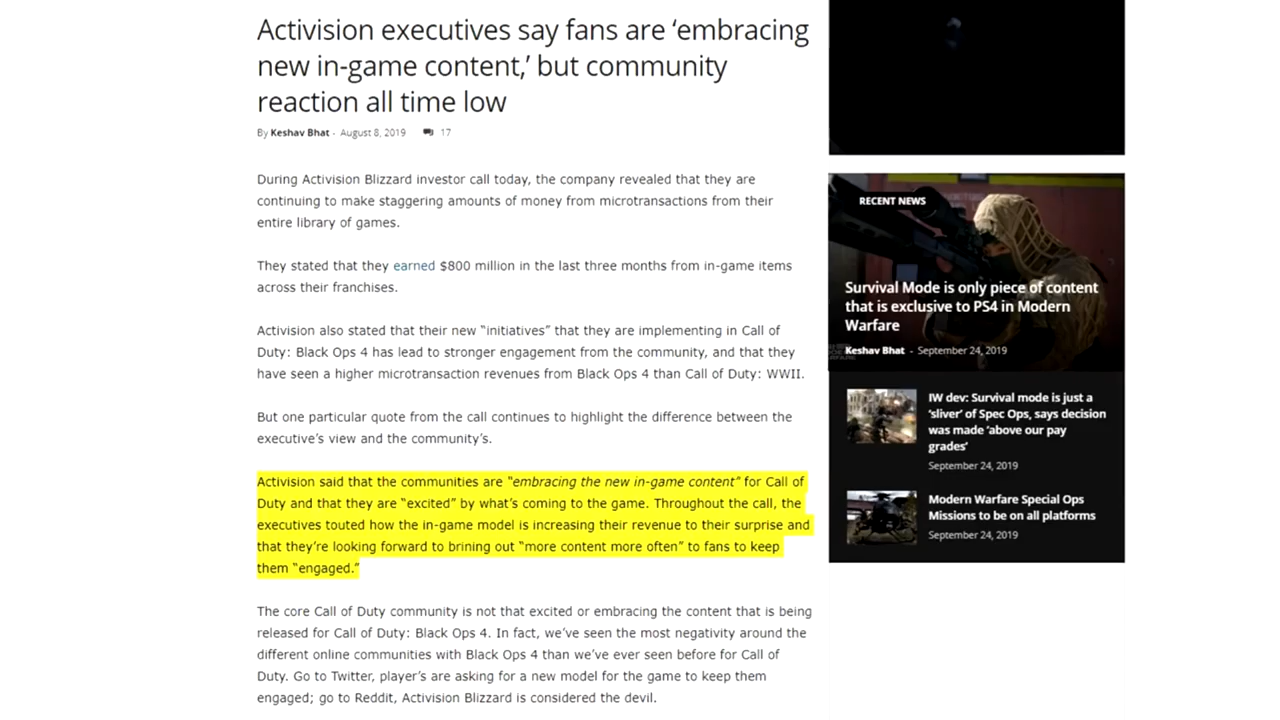 Activision executives say fans are ‘embracing
new in-game content,’ but community
reaction all time low
By Keshav Bhat - August 8, 2019 17
During Activision Blizzard investor call today, the company revealed that they are
continuing to make staggering amounts of money from microtransactions from their
entire library of games.
They stated that they earned $800 million in the last three months from in-game items
across their franchises.
Activision also stated that their new “initiatives” that they are implementing in Call of
Duty: Black Ops 4 has lead to stronger engagement from the community, and that they
have seen a higher microtransaction revenues from Black Ops 4 than Call of Duty: WWII.
But one particular quote from the call continues to highlight the difference between the
executive’s view and the community’s.
Activision said that the communities are “embracing the new in-game content” for Call of
Duty and that they are “excited” by what’s coming to the game. Throughout the call, the
executives touted how the in-game model is increasing their revenue to their surprise and
that they’re looking forward to brining out “more content more often” to fans to keep
them “engaged.”
The core Call of Duty community is not that excited or embracing the content that is being
released for Call of Duty: Black Ops 4. In fact, we’ve seen the most negativity around the
different online communities with Black Ops 4 than we’ve ever seen before for Call of
Duty. Go to Twitter, player’s are asking for a new model for the game to keep them
engaged; go to Reddit, Activision Blizzard is considered the devil.
RECENT NEWS
Survival Mode is only piece of content
that is exclusive to PS4 in Modern
Warfare
Keshav Bhat - September 24, 2019
IW dev: Survival mode is just a
‘sliver’ of Spec Ops, says decision
was made ‘above our pay
grades’
September 24, 2019
Modern Warfare Special Ops
Missions to be on all platforms
September 24, 2019